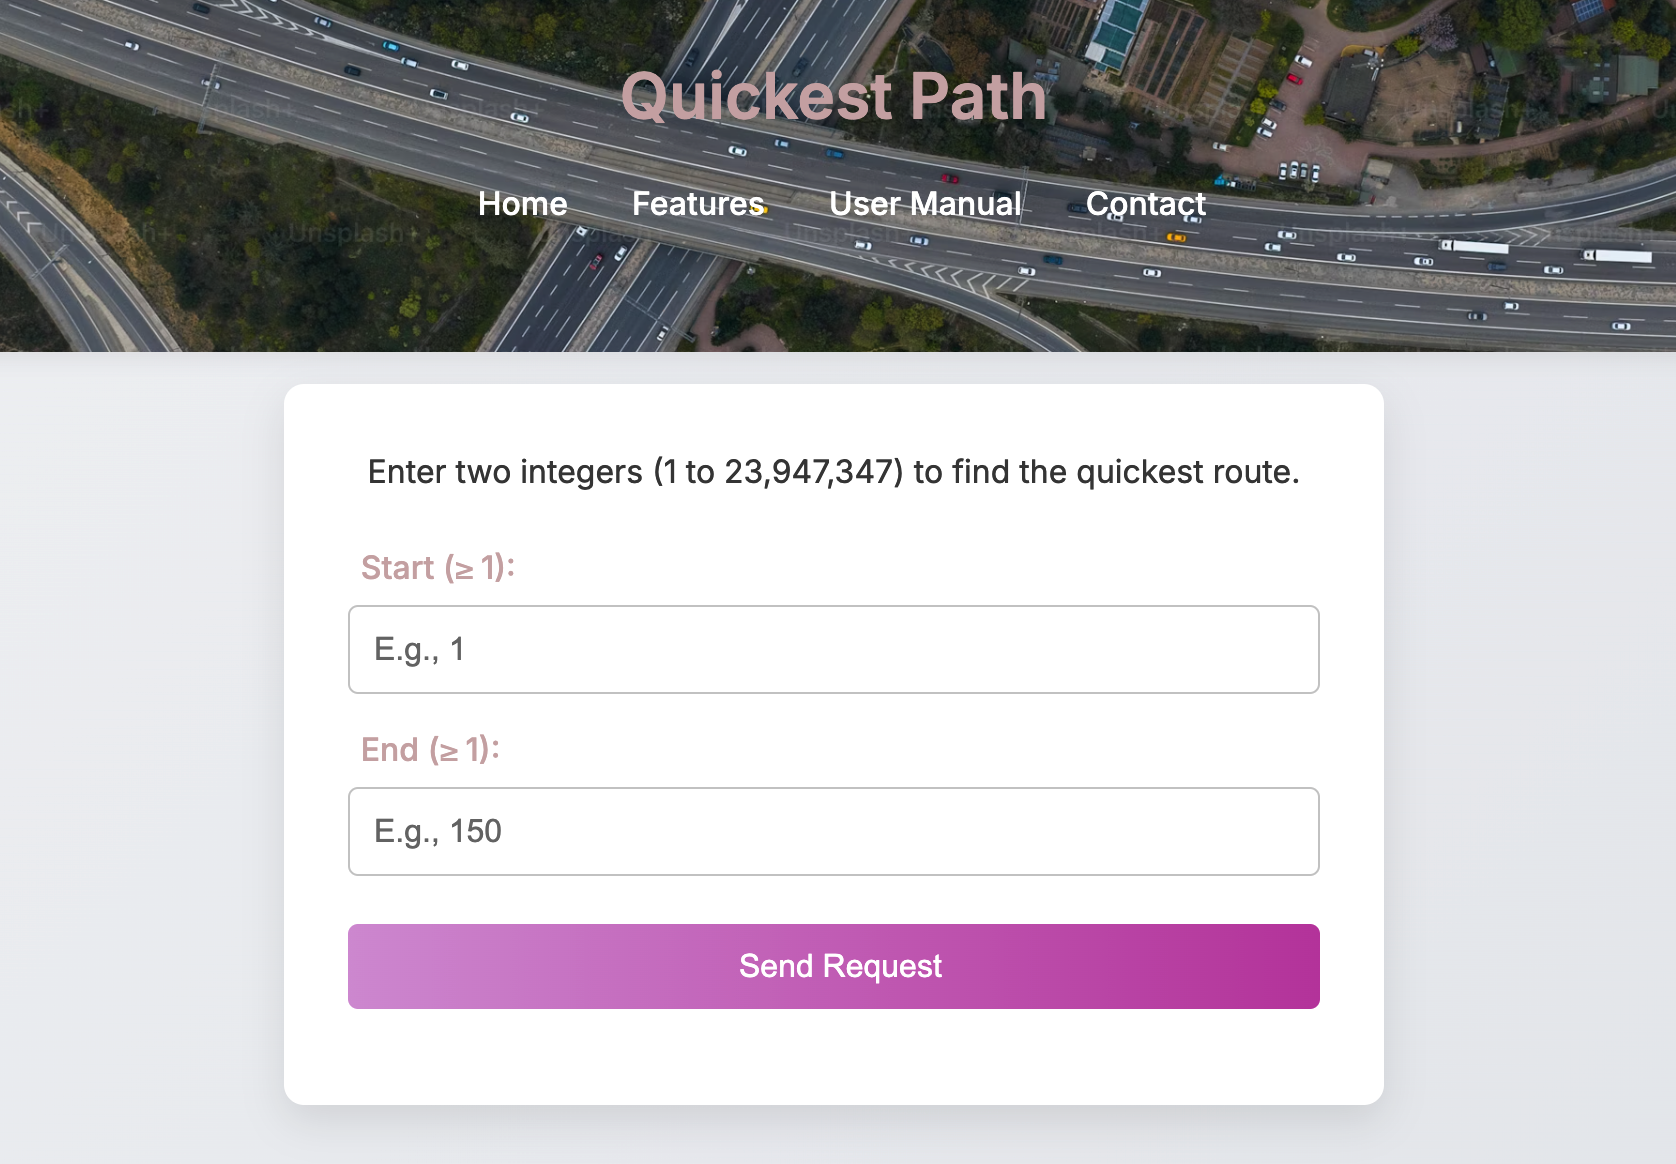 Quickest Path
Home Features User Manual Contact
Unsplash+
Enter two integers (1 to 23,947,347) to find the quickest route.
Start (≥ 1):
E.g., 1
End (≥ 1):
E.g., 150
Send Request